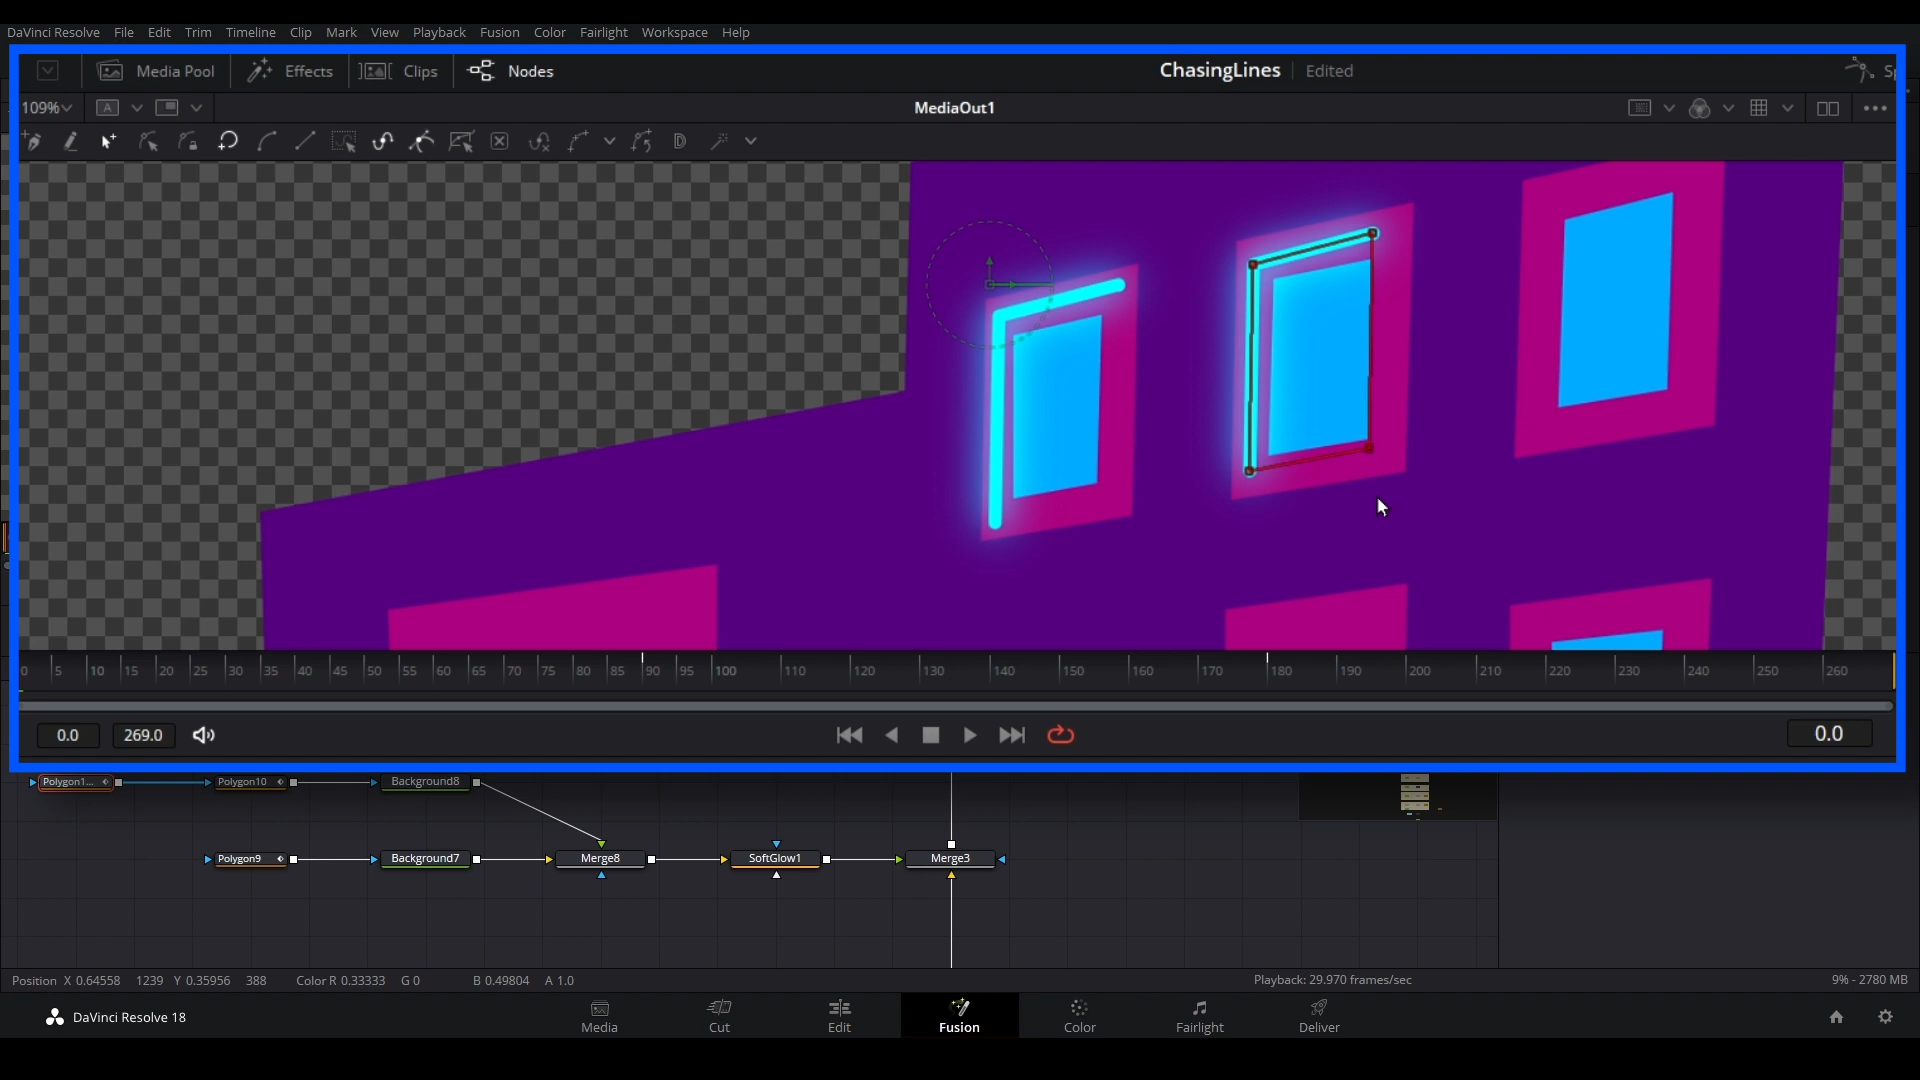 DaVinci Resolve File Edit Trim Timeline Clip Mark View Playback Fusion Color Fairlight Workspace Help
Media Pool Effects Clips Nodes ChasingLines Edited
109% A MediaOut1
D
0 5 10 15 20 25 30 35 40 45 50 55 60 65 70 75 80 85 90 95 100 110 120 130 140 150 160 170 180 190 200 210 220 230 240 250 260
0.0 269.0 0.0
Polygon1... Polygon10 Background8
Polygon9 Background7 Merge8 SoftGlow1 Merge3
Position X 0.64558 1239 Y 0.35956 388 Color R 0.33333 G 0 B 0.49804 A 1.0 Playback: 29.970 frames/sec 9% - 2780 MB
DaVinci Resolve 18 Media Cut Edit Fusion Color Fairlight Deliver